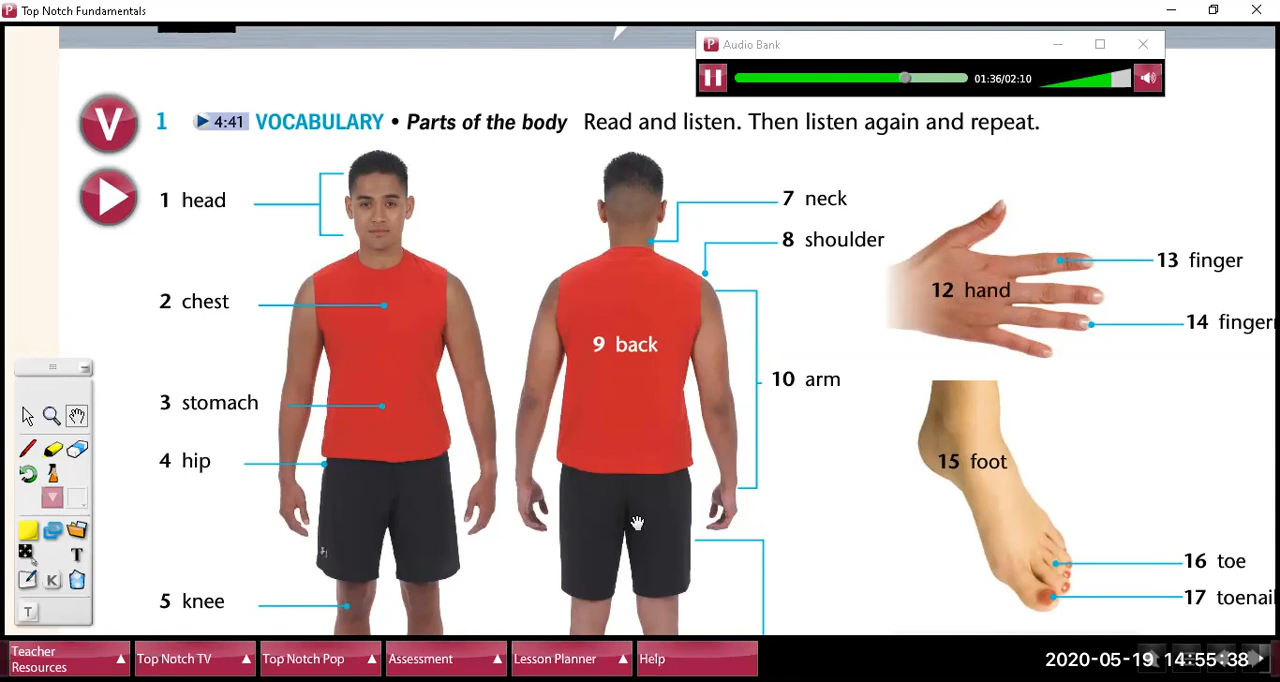 Top Notch Fundamentals
Audio Bank
01:36/02:10
V
1 4:41 VOCABULARY • Parts of the body Read and listen. Then listen again and repeat.
1 head
2 chest
3 stomach
4 hip
5 knee
7 neck
8 shoulder
9 back
10 arm
12 hand
13 finger
14 finger
15 foot
16 toe
17 toenail
T
K
T
Teacher
Resources
Top Notch TV
Top Notch Pop
Assessment
Lesson Planner
Help
2020-05-19 14:55:38